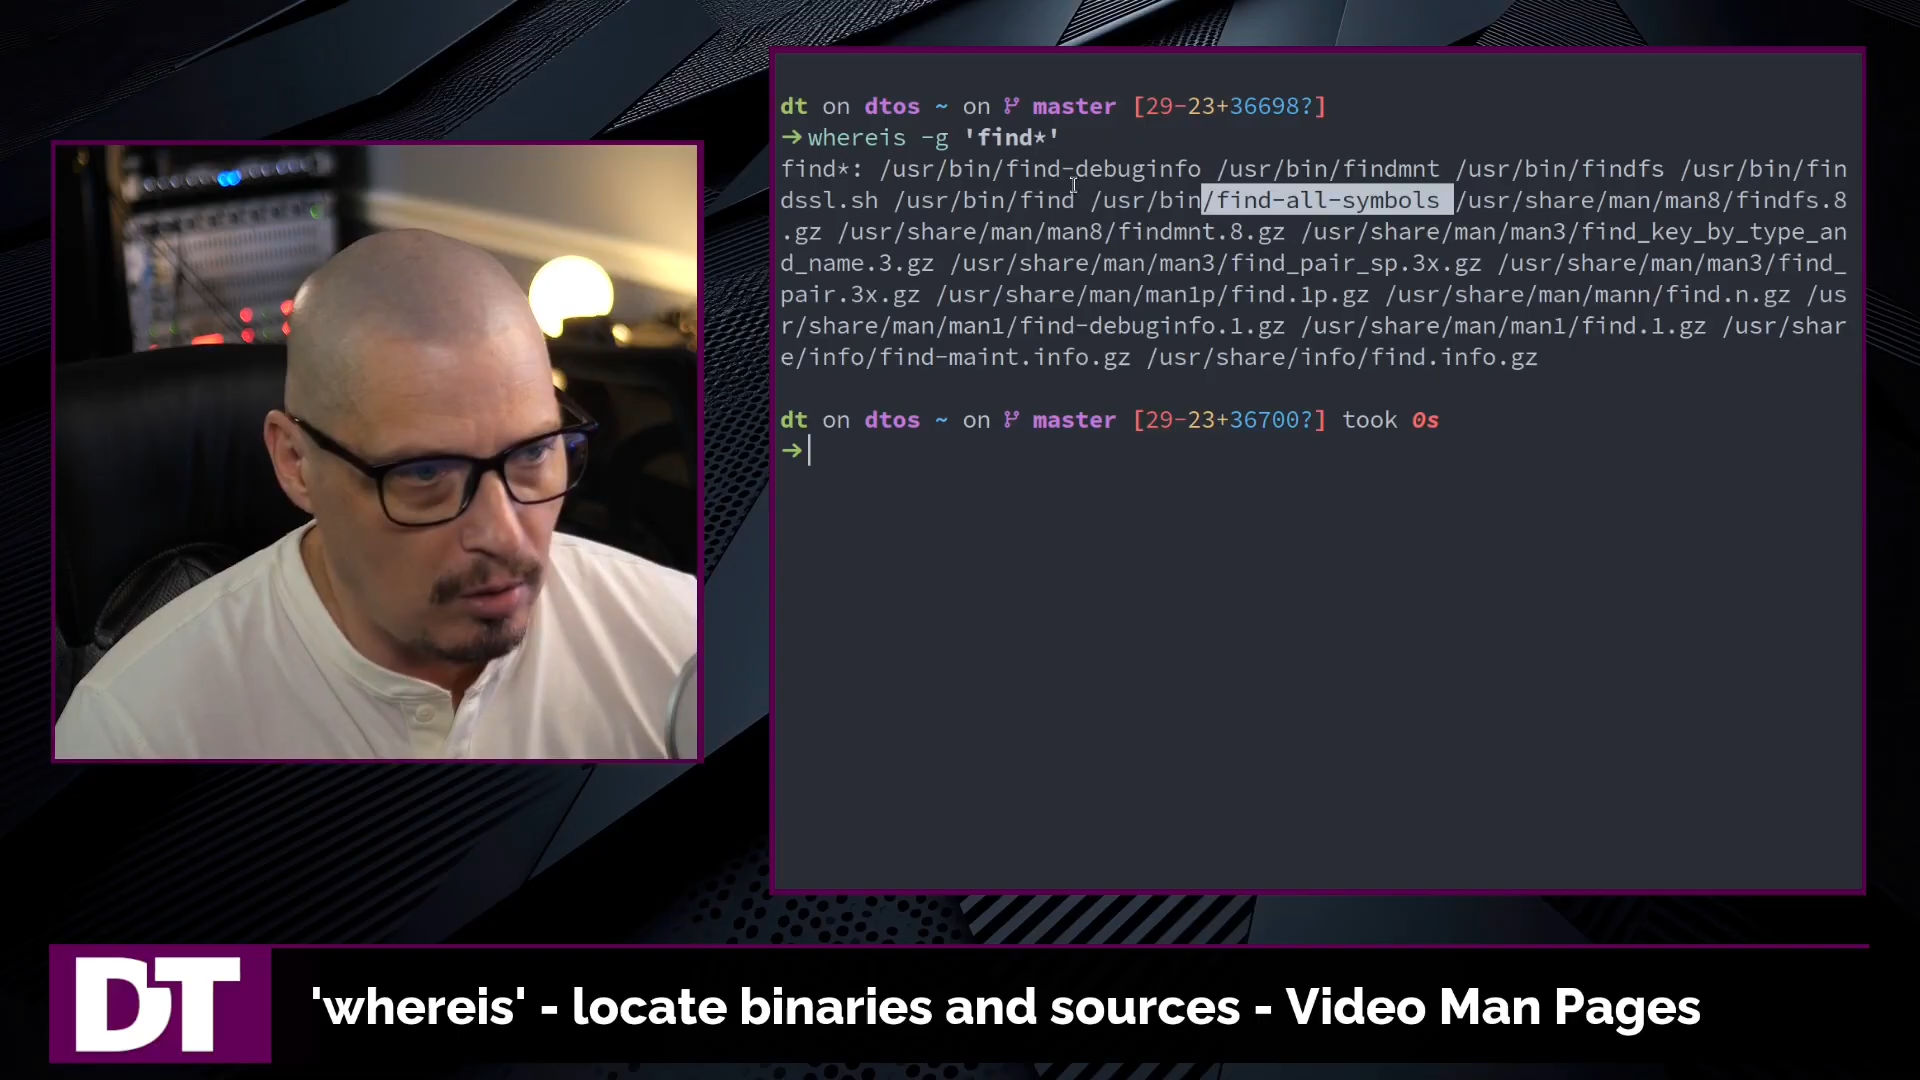 dt on dtos ~ on master [29-23+36698?]
➔whereis -g 'find*'
find*: /usr/bin/find-debuginfo /usr/bin/findmnt /usr/bin/findfs /usr/bin/fin
dssl.sh /usr/bin/find /usr/bin/find-all-symbols /usr/share/man/man8/findfs.8
.gz /usr/share/man/man8/findmnt.8.gz /usr/share/man/man3/find_key_by_type_an
d_name.3.gz /usr/share/man/man3/find_pair_sp.3x.gz /usr/share/man/man3/find_
pair.3x.gz /usr/share/man/man1p/find.1p.gz /usr/share/man/mann/find.n.gz /us
r/share/man/man1/find-debuginfo.1.gz /usr/share/man/man1/find.1.gz /usr/shar
e/info/find-maint.info.gz /usr/share/info/find.info.gz
dt on dtos ~ on master [29-23+36700?] took 0s
➔
DT
'whereis' - locate binaries and sources - Video Man Pages